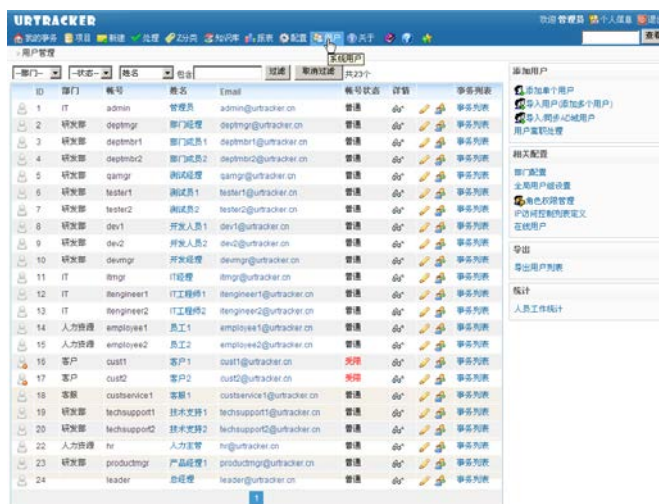 URTRACKER
欢迎 管理员 个人信息 退出
我的事务 项目 新建 处理 Z分类 知识库 报表 配置 用户 关于
查看
用户管理
系统用户
--部门-- --状态-- 姓名 包含 过滤 取消过滤 共23个
ID 部门 帐号 姓名 Email 帐号状态 详情 事务列表
1 IT admin 管理员 admin@urtracker.cn 普通 事务列表
2 研发部 deptmgr 部门经理 deptmgr@urtracker.cn 普通 事务列表
3 研发部 deptmbr1 部门成员1 deptmbr1@urtracker.cn 普通 事务列表
4 研发部 deptmbr2 部门成员2 deptmbr2@urtracker.cn 普通 事务列表
5 研发部 qamgr 测试经理 qamgr@urtracker.cn 普通 事务列表
6 研发部 tester1 测试员1 tester1@urtracker.cn 普通 事务列表
7 研发部 tester2 测试员2 tester2@urtracker.cn 普通 事务列表
8 研发部 dev1 开发人员1 dev1@urtracker.cn 普通 事务列表
9 研发部 dev2 开发人员2 dev2@urtracker.cn 普通 事务列表
10 研发部 devmgr 开发经理 devmgr@urtracker.cn 普通 事务列表
11 IT itmgr IT经理 itmgr@urtracker.cn 普通 事务列表
12 IT itengineer1 IT工程师1 itengineer1@urtracker.cn 普通 事务列表
13 IT itengineer2 IT工程师2 itengineer2@urtracker.cn 普通 事务列表
14 人力资源 employee1 员工1 employee1@urtracker.cn 普通 事务列表
15 人力资源 employee2 员工2 employee2@urtracker.cn 普通 事务列表
16 客户 cust1 客户1 cust1@urtracker.cn 受限 事务列表
17 客户 cust2 客户2 cust2@urtracker.cn 受限 事务列表
18 客服 custservice1 客服1 custservice1@urtracker.cn 普通 事务列表
19 研发部 techsupport1 技术支持1 techsupport1@urtracker.cn 普通 事务列表
20 研发部 techsupport2 技术支持2 techsupport2@urtracker.cn 普通 事务列表
22 人力资源 hr 人力主管 hr@urtracker.cn 普通 事务列表
23 研发部 productmgr 产品经理1 productmgr@urtracker.cn 普通 事务列表
24 leader 总经理 leader@urtracker.cn 普通 事务列表
1
添加用户
添加单个用户
导入用户(添加多个用户)
导入/同步AD域用户
用户离职处理
相关配置
部门配置
全局用户组设置
角色权限管理
IP访问控制列表定义
在线用户
导出
导出用户列表
统计
人员工作统计